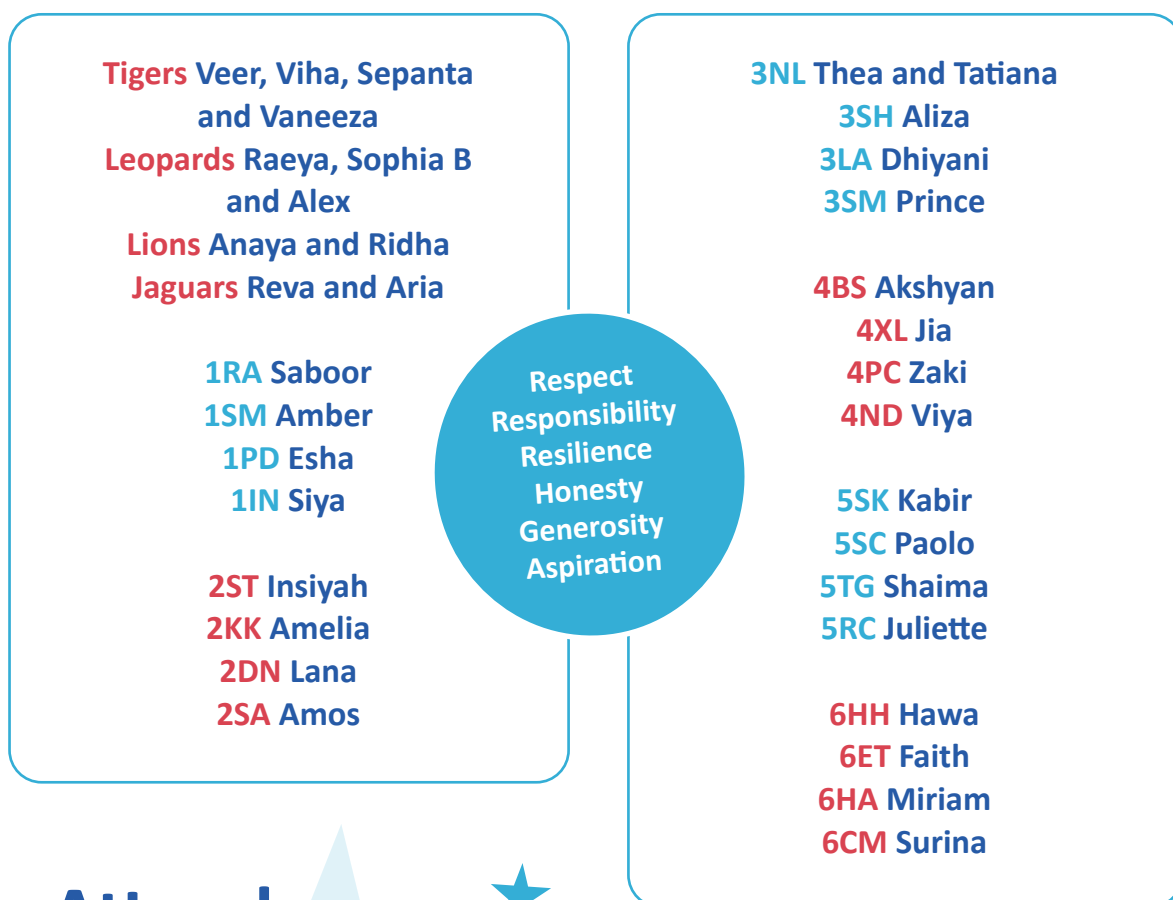 Tigers Veer, Viha, Sepanta
and Vaneeza
Leopards Raeya, Sophia B
and Alex
Lions Anaya and Ridha
Jaguars Reva and Aria
1RA Saboor
1SM Amber
1PD Esha
1IN Siya
2ST Insiyah
2KK Amelia
2DN Lana
2SA Amos
Respect
Responsibility
Resilience
Honesty
Generosity
Aspiration
3NL Thea and Tatiana
3SH Aliza
3LA Dhiyani
3SM Prince
4BS Akshyan
4XL Jia
4PC Zaki
4ND Viya
5SK Kabir
5SC Paolo
5TG Shaima
5RC Juliette
6HH Hawa
6ET Faith
6HA Miriam
6CM Surina